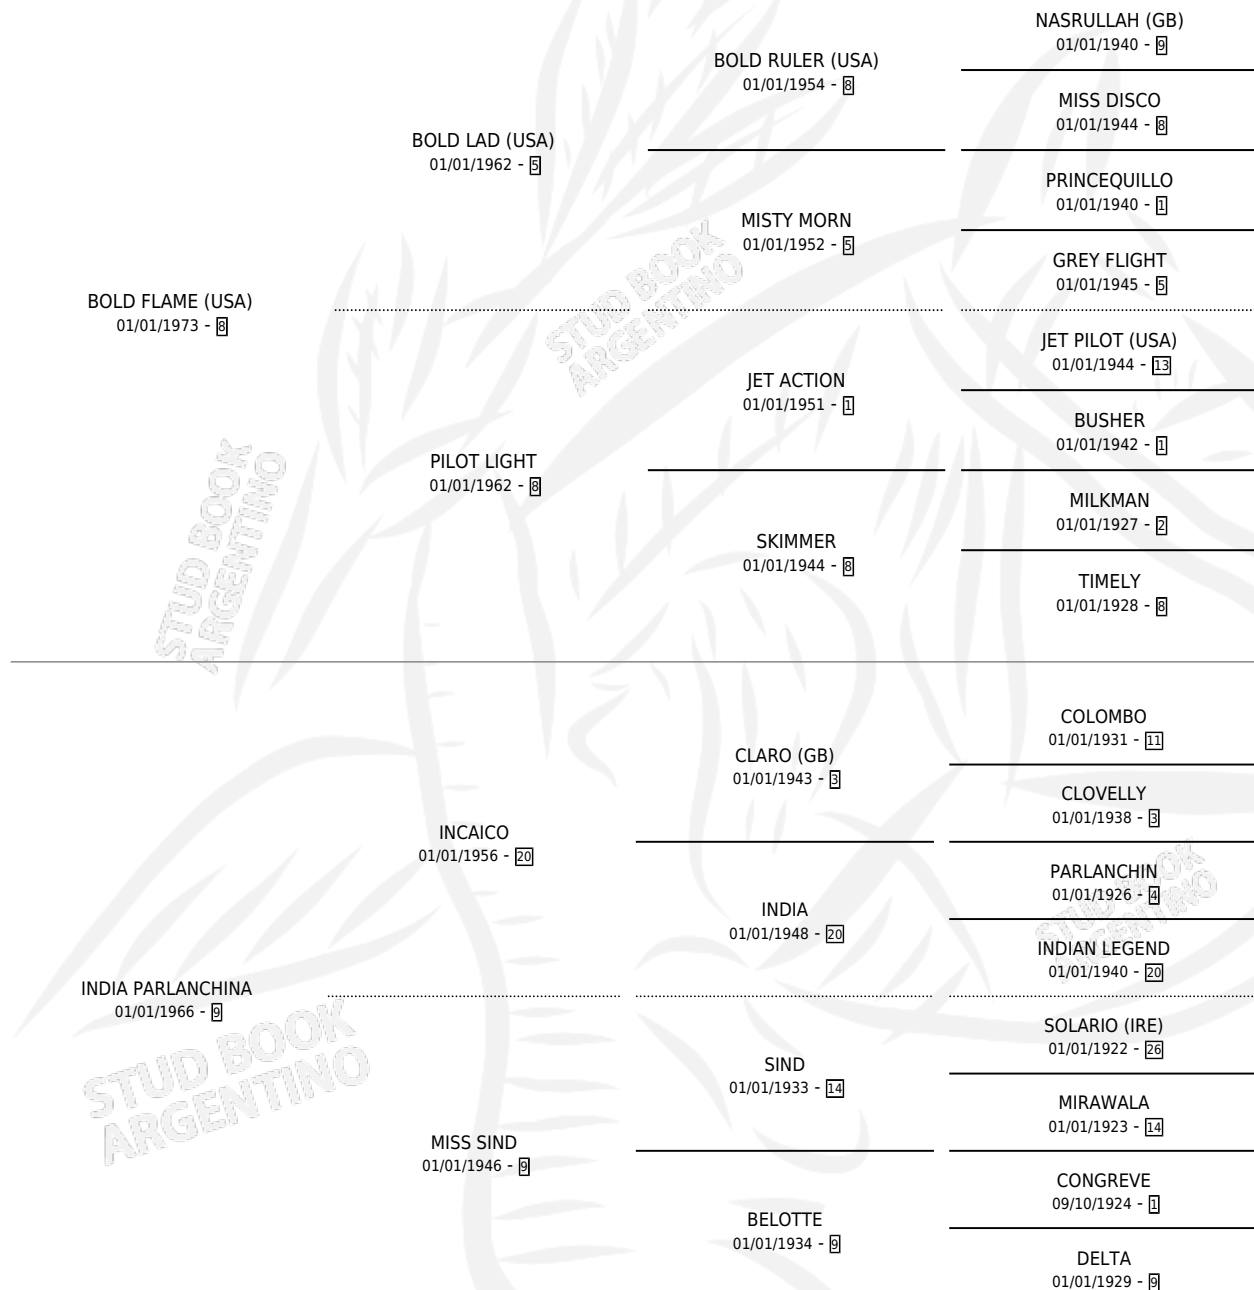 NASRULLAH (GB)
01/01/1940 - 9
BOLD RULER (USA)
01/01/1954 - 8
MISS DISCO
01/01/1944 - 8
BOLD LAD (USA)
01/01/1962 - 5
PRINCEQUILLO
01/01/1940 - 1
MISTY MORN
01/01/1952 - 5
GREY FLIGHT
01/01/1945 - 5
BOLD FLAME (USA)
01/01/1973 - 8
JET PILOT (USA)
01/01/1944 - 13
JET ACTION
01/01/1951 - 1
BUSHER
01/01/1942 - 1
PILOT LIGHT
01/01/1962 - 8
MILKMAN
01/01/1927 - 2
SKIMMER
01/01/1944 - 8
TIMELY
01/01/1928 - 8
COLOMBO
01/01/1931 - 11
CLARO (GB)
01/01/1943 - 3
CLOVELLY
01/01/1938 - 3
INCAICO
01/01/1956 - 20
PARLANCHIN
01/01/1926 - 4
INDIA
01/01/1948 - 20
INDIAN LEGEND
01/01/1940 - 20
INDIA PARLANCHINA
01/01/1966 - 9
SOLARIO (IRE)
01/01/1922 - 26
SIND
01/01/1933 - 14
MIRAWALA
01/01/1923 - 14
MISS SIND
01/01/1946 - 9
CONGREVE
09/10/1924 - 1
BELOTTE
01/01/1934 - 9
DELTA
01/01/1929 - 9
STUD BOOK
ARGENTINO
STUD BOOK
ARGENTINO
STUD BOOK
ARGENTINO
STUD BOOK
ARGENTINO